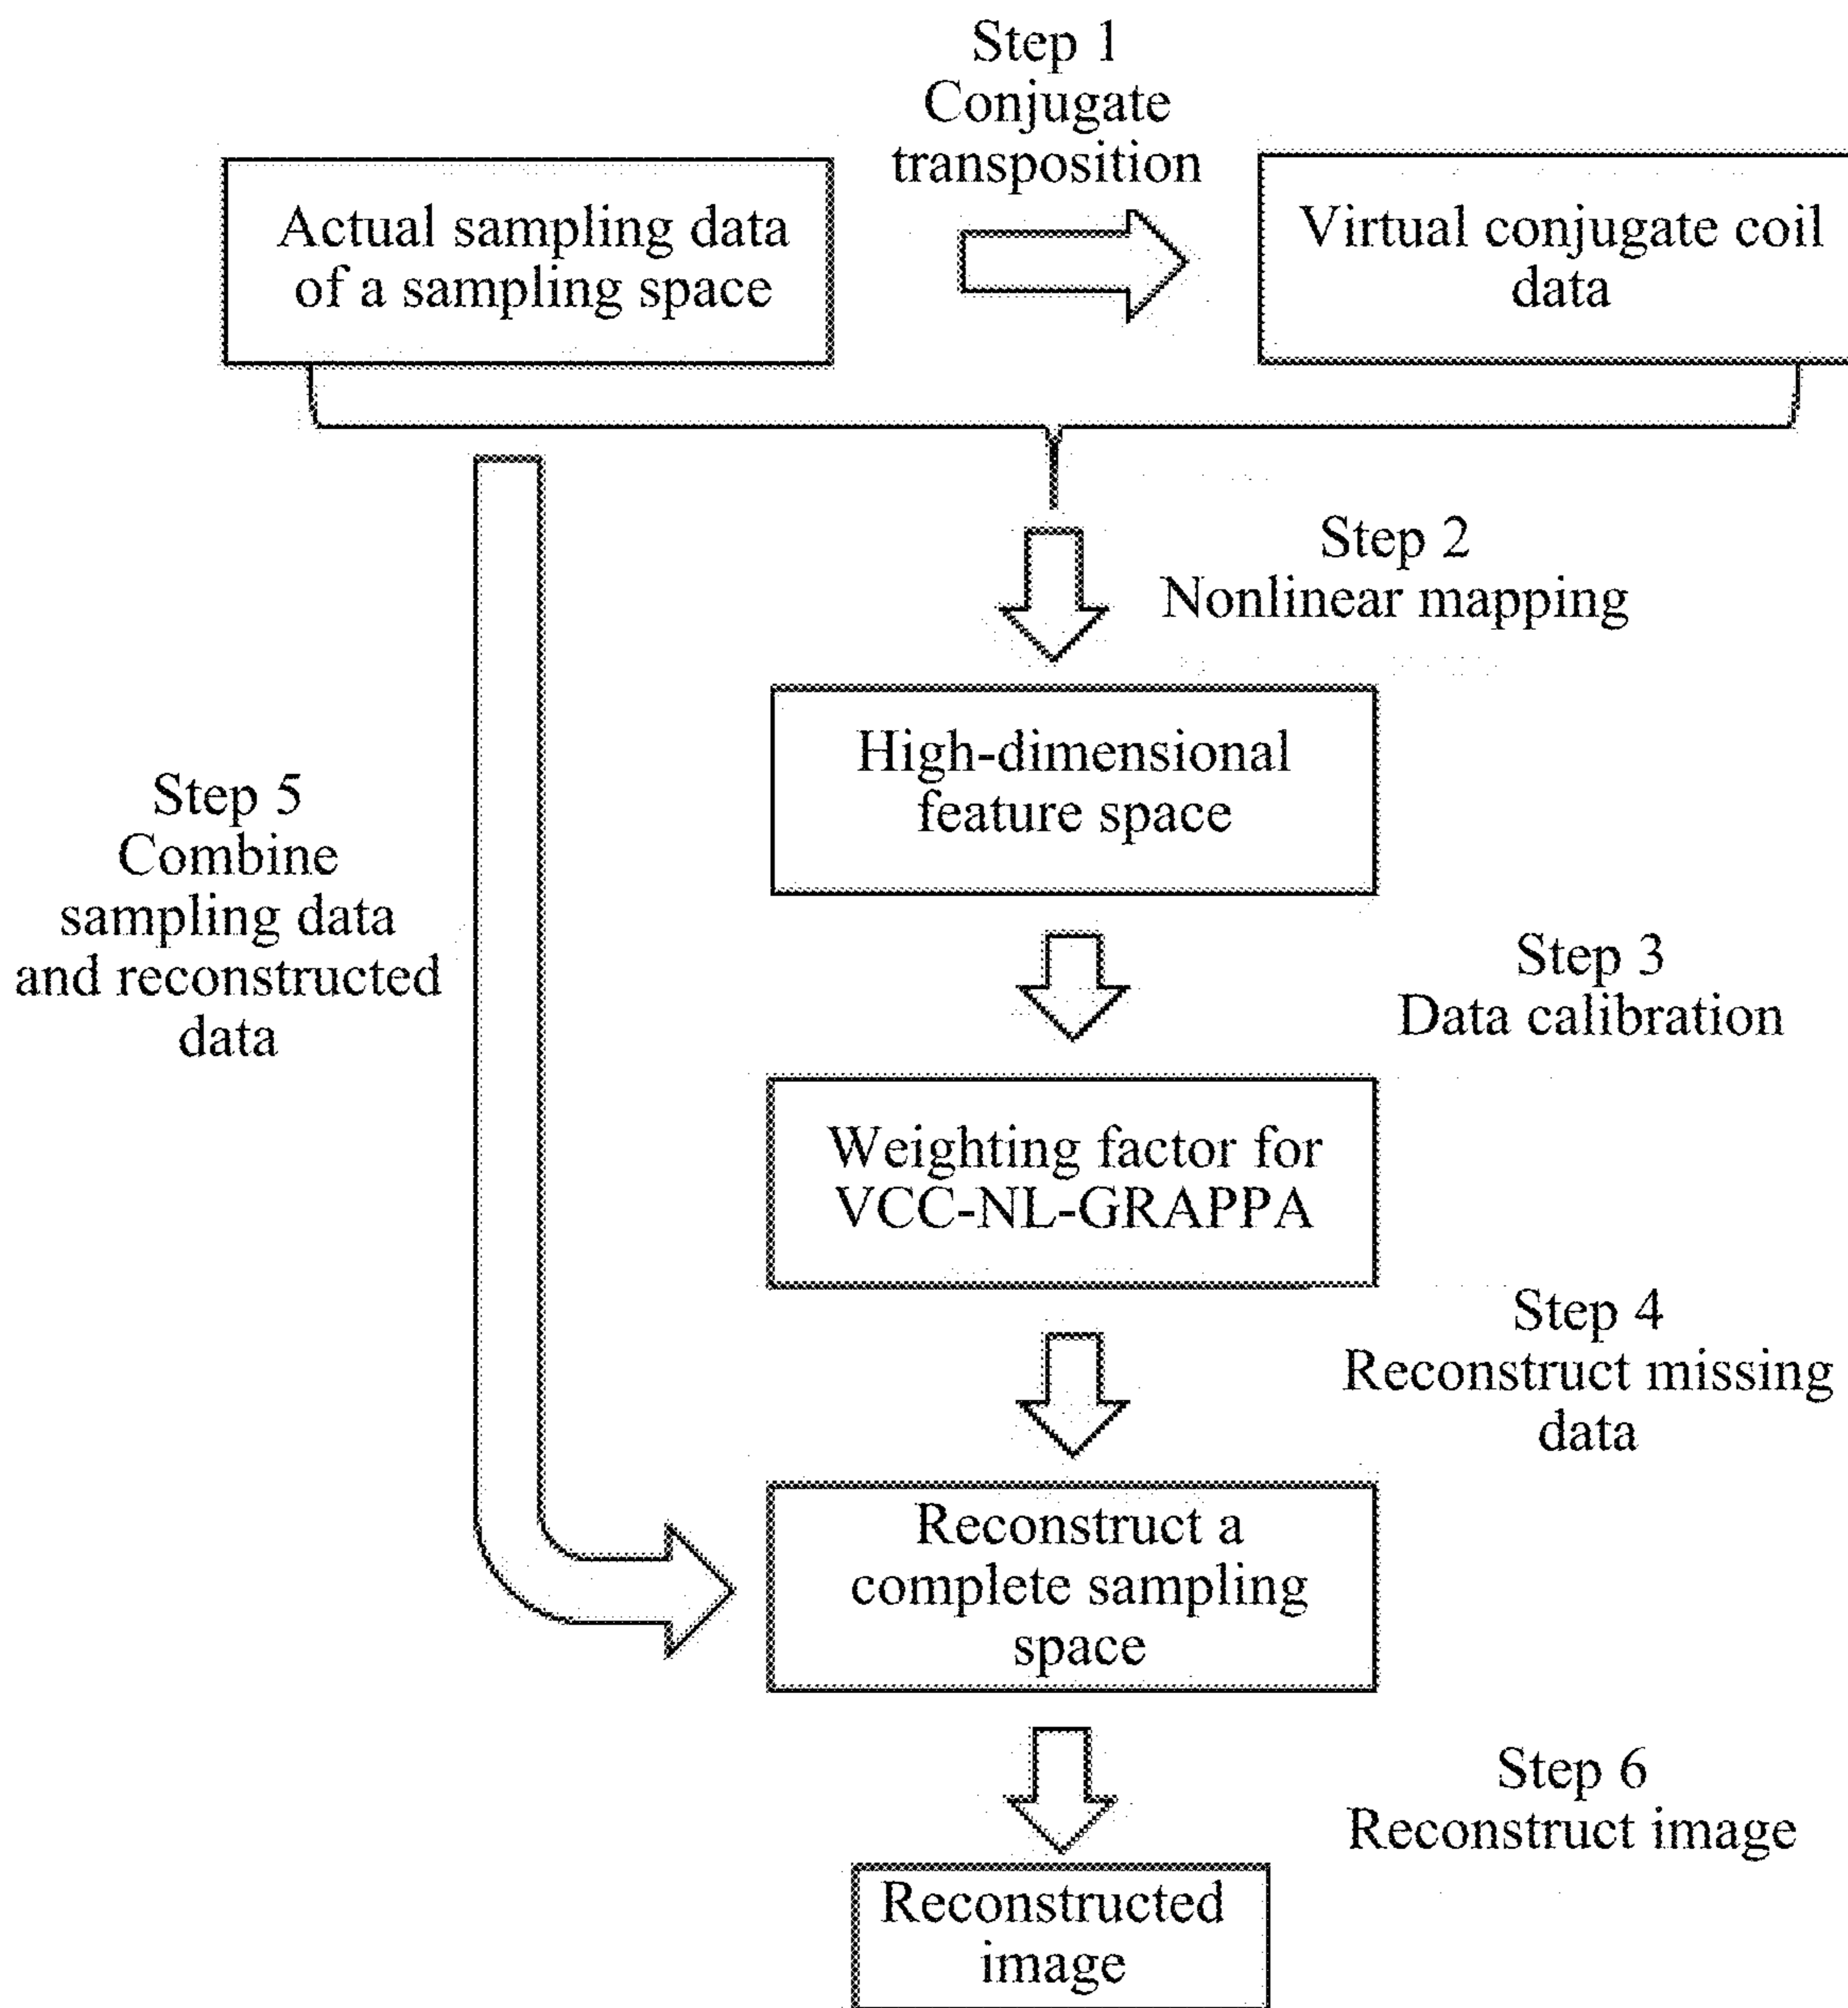 Step 1
Conjugate
transposition
Actual sampling data
of a sampling space
Virtual conjugate coil
data
Step 2
Nonlinear mapping
High-dimensional
feature space
Step 5
Combine
sampling data
and reconstructed
data
Step 3
Data calibration
Weighting factor for
VCC-NL-GRAPPA
Step 4
Reconstruct missing
data
Reconstruct a
complete sampling
space
Step 6
Reconstruct image
Reconstructed
image